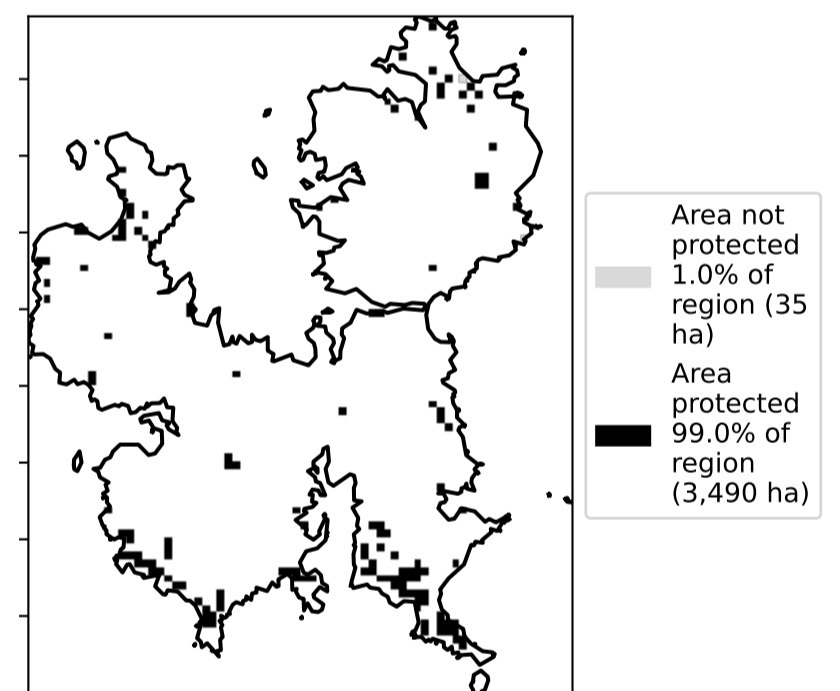 Area not
protected
1.0% of
region (35
ha)
Area
protected
99.0% of
region
(3,490 ha)